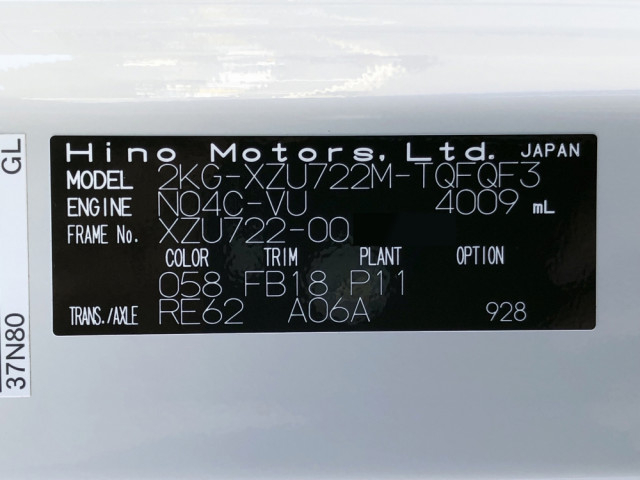 Hino Motors, Ltd. JAPAN
MODEL 2KG-XZU722M-TQFQF3
ENGINE N04C-VU 4009 mL
FRAME No. XZU722-00
COLOR TRIM PLANT OPTION
058 FB18 P11
TRANS./AXLE RE62 A06A 928
GL
37N80